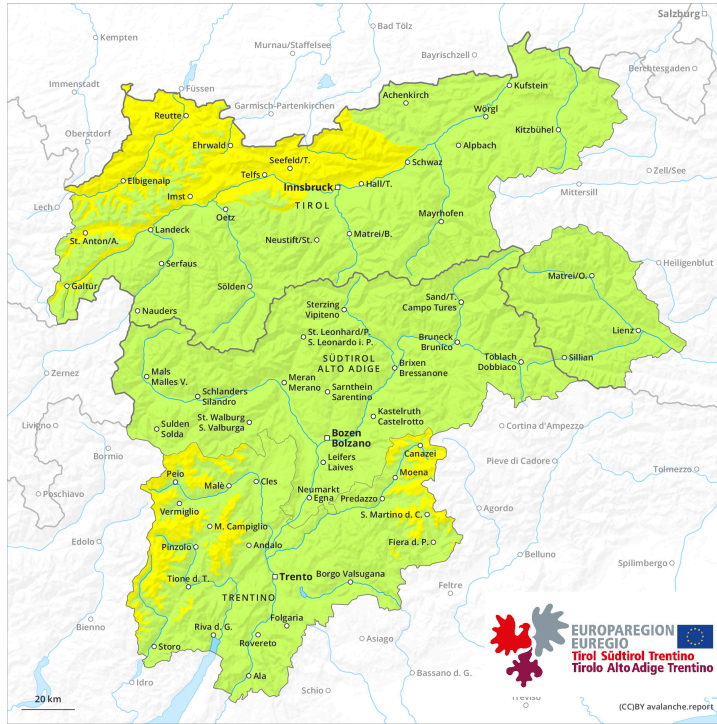 Salzburg
Kempten
Bad Tölz
Murnau/Staffelsee
Bayrischzell
Berchtesgaden
Immenstadt
Füssen
Kufstein
Achenkirch
Garmisch-Partenkirchen
Reutte
Wörgl
Oberstdorf
Kitzbühel
Ehrwald
Alpbach
Seefeld/T.
Schwaz
Telfs
Zell/See
Elbigenalp
Innsbruck
Hall/T.
Mittersill
Imst
Lech
TIROL
Oetz
Mayrhofen
Landeck
St. Anton/A.
Neustift/St.
Matrei/B.
Heiligenblut
Serfaus
Matrei/O.
Galtür
Sölden
Sand/T.
Campo Tures
Nauders
Sterzing
Vipiteno
Lienz
St. Leonhard/P.
S. Leonardo i. P.
Bruneck
Brunico
SÜDTIROL
ALTO ADIGE
Toblach
Dobbiaco
Sillian
Zernez
Mals
Malles V.
Brixen
Bressanone
Meran
Merano
Sarnthein
Sarentino
Schlanders
Silandro
Kastelruth
Castelrotto
St. Walburg
S. Valburga
Livigno
Sulden
Solda
Cortina d'Ampezzo
Bozen
Bolzano
Bormio
Canazei
Leifers
Laives
Pieve di Cadore
Tolmezzo
Peio
Moena
Malè
Cles
Poschiavo
Neumarkt
Egna
Predazzo
Vermiglio
Agordo
S. Martino d. C.
M. Campiglio
Edolo
Pinzolo
Andalo
Fiera d. P.
Belluno
Spilimbergo
Trento
Borgo Valsugana
Tione d. T.
Feltre
TRENTINO
Folgaria
Bienno
Riva d. G.
Rovereto
Asiago
Storo
Bassano d. G.
Ala
Idro
Schio
Treviso
EUROPAREGION
EUREGIO
Tirol Südtirol Trentino
Tirolo Alto Adige Trentino
20 km
(CC)BY avalanche.report